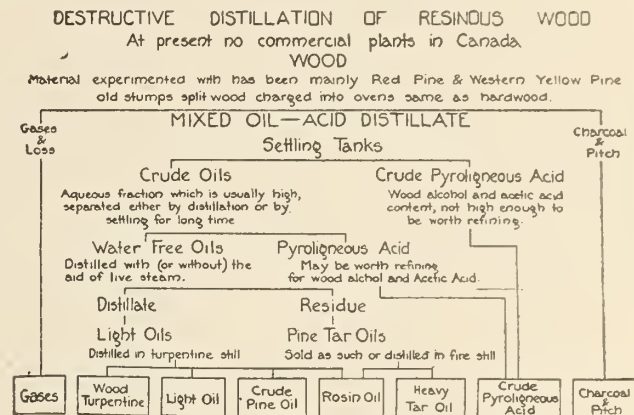 DESTRUCTIVE DISTILLATION OF RESINOUS WOOD
At present no commercial plants in Canada
WOOD
Material experimented with has been mainly Red Pine & Western Yellow Pine
old stumps split wood charged into ovens same as hardwood.
Gases
&
Loss
MIXED OIL—ACID DISTILLATE
Charcoal
&
Pitch
Settling Tanks
Crude Oils
Aqueous fraction which is usually high,
separated either by distillation or by
settling for long time
Crude Pyroligneous Acid
Wood alcohol and acetic acid
content, not high enough to
be worth refining.
Water Free Oils
Distilled with (or without) the
aid of live steam.
Pyroligneous Acid
May be worth refining
for wood alchol and Acetic Acid.
Distillate
Residue
Light Oils
Distilled in turpentine still
Pine Tar Oils
Sold as such or distilled in fire still
Gases
Wood
Turpentine
Light Oil
Crude
Pine Oil
Rosin Oil
Heavy
Tar Oil
Crude
Pyroligneous
Acid
Charcoal
&
Pitch